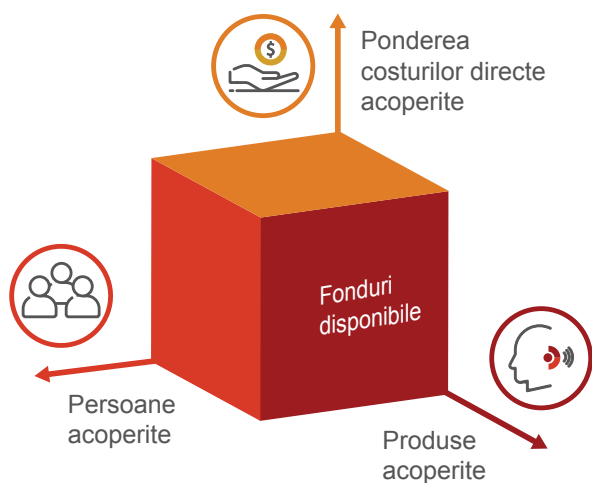 $
Ponderea
costurilor directe
acoperite
Fonduri
disponibile
Persoane
acoperite
Produse
acoperite